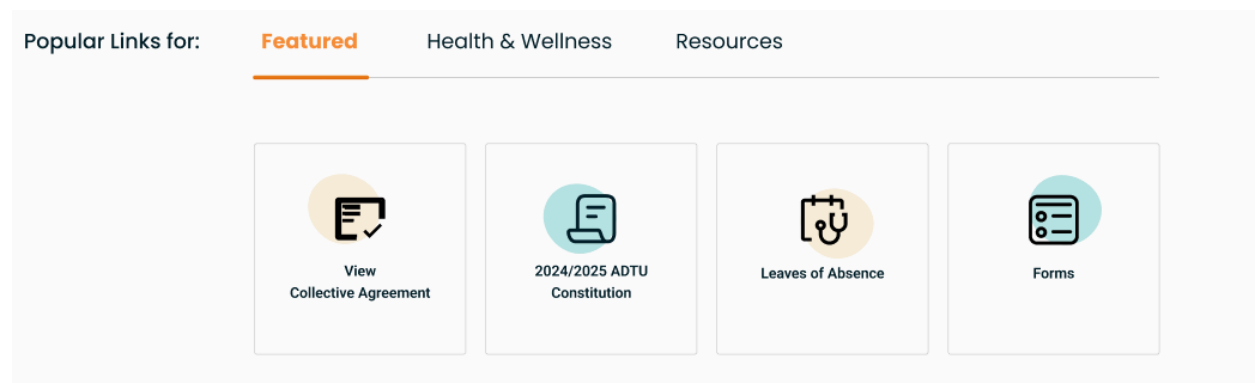 Popular Links for:
Featured
Health & Wellness
Resources
View
Collective Agreement
2024/2025 ADTU
Constitution
Leaves of Absence
Forms